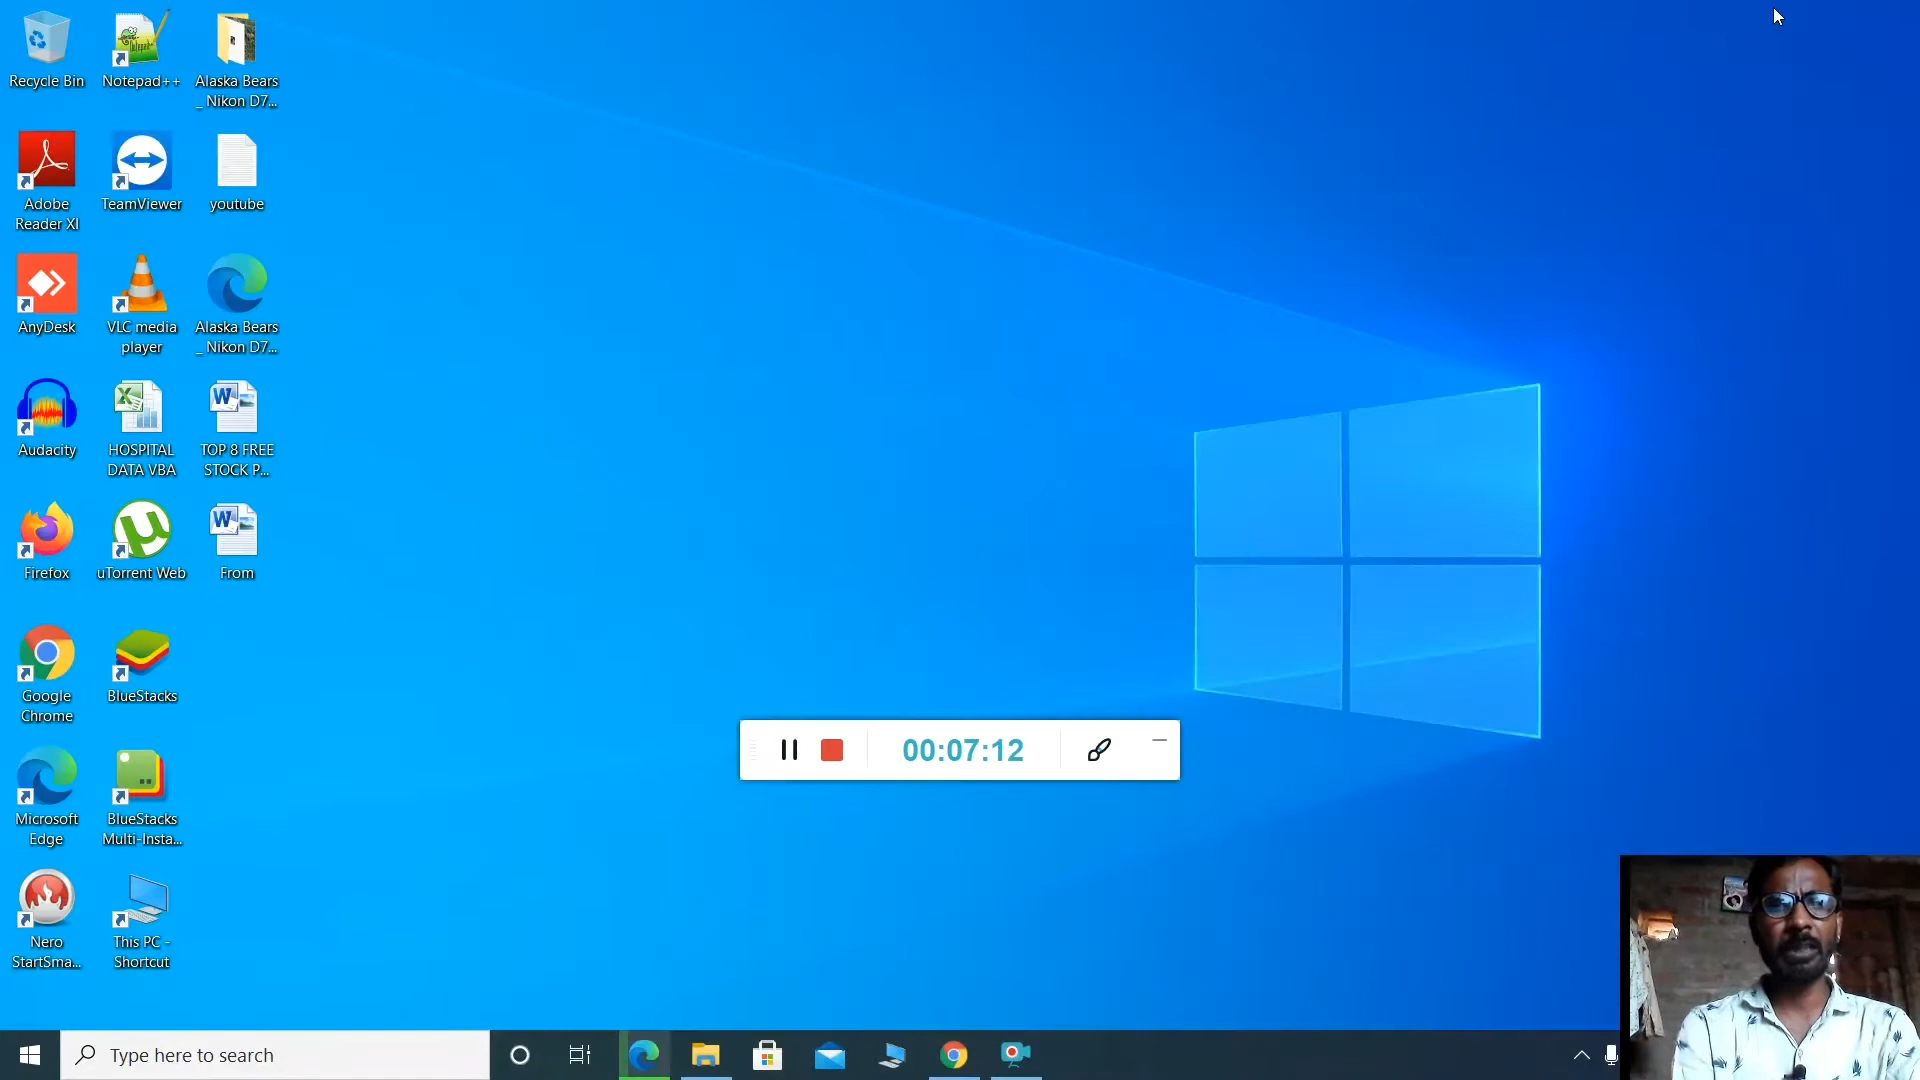 Recycle Bin
Notepad++
Alaska Bears
_ Nikon D7...
Adobe
Reader XI
TeamViewer
youtube
AnyDesk
VLC media
player
Alaska Bears
_ Nikon D7...
Audacity
HOSPITAL
DATA VBA
TOP 8 FREE
STOCK P...
Firefox
uTorrent Web
From
Google
Chrome
BlueStacks
00:07:12
Microsoft
Edge
BlueStacks
Multi-Insta...
Nero
StartSma...
This PC -
Shortcut
Type here to search